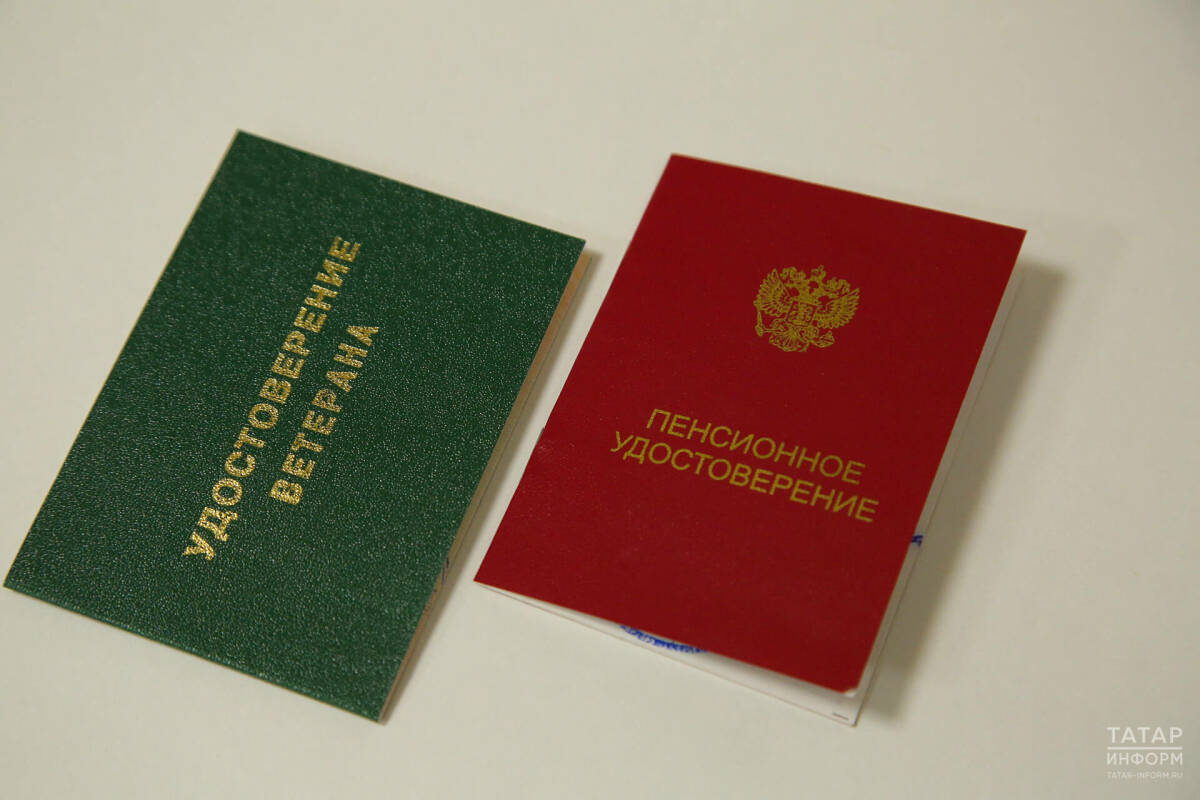 УДОСТОВЕРЕНИЕ
ВЕТЕРАНА
ПЕНСИОННОЕ
УДОСТОВЕРЕНИЕ
ТАТАР
ИНФОРМ
TATAR-INFORM.RU